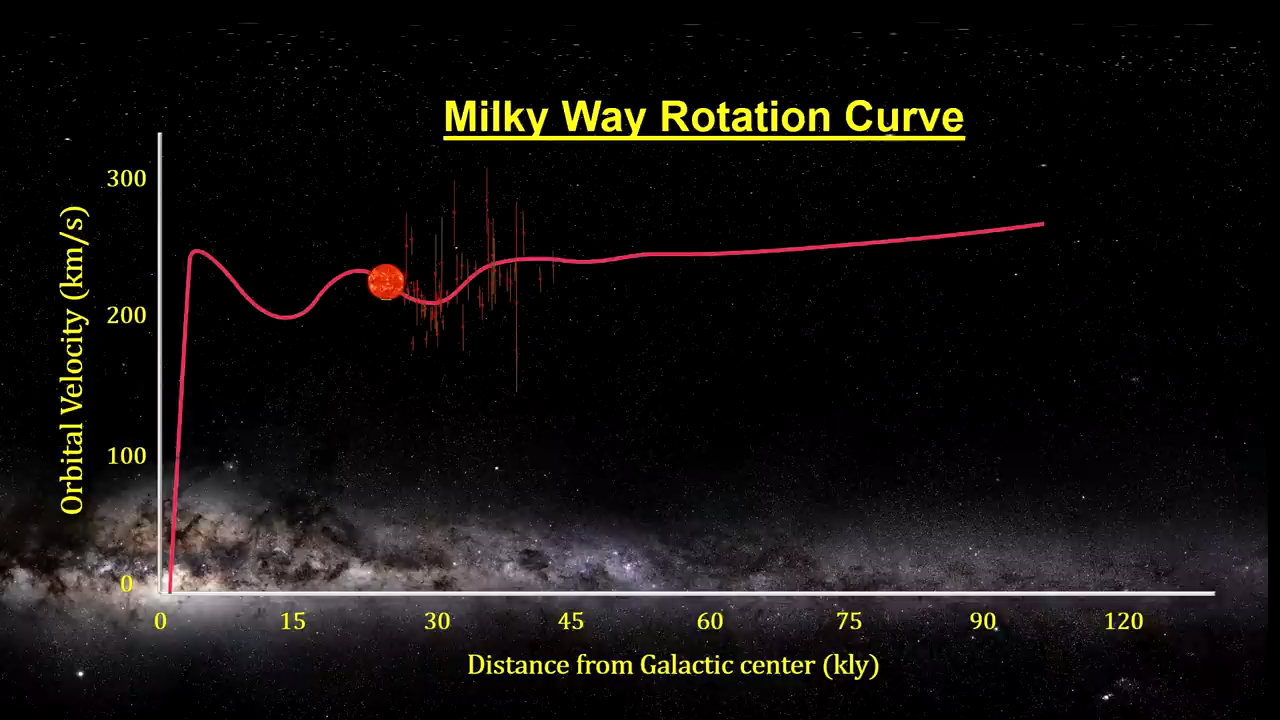 Milky Way Rotation Curve
300
200
100
0
Orbital Velocity (km/s)
0 15 30 45 60 75 90 120
Distance from Galactic center (kly)